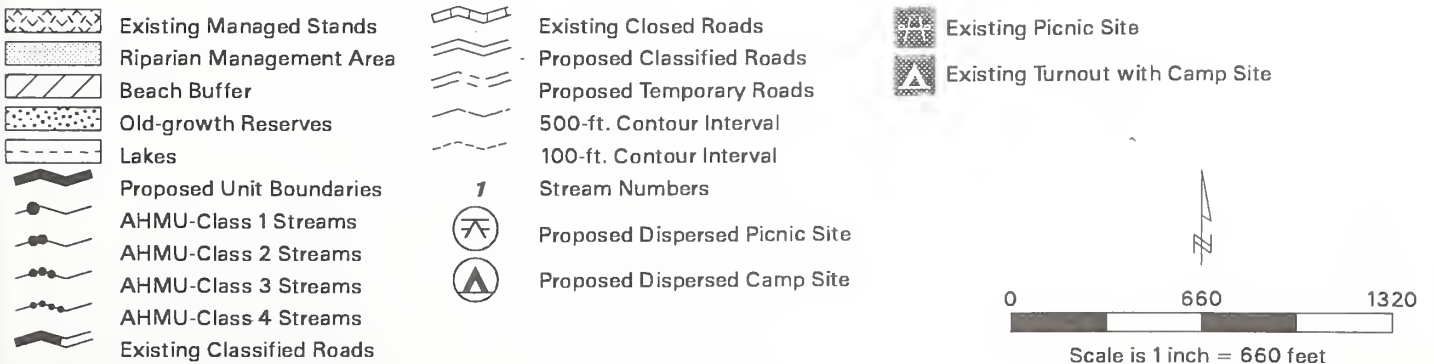 Existing Managed Stands
Riparian Management Area
Beach Buffer
Old-growth Reserves
Lakes
Proposed Unit Boundaries
AHMU-Class 1 Streams
AHMU-Class 2 Streams
AHMU-Class 3 Streams
AHMU-Class 4 Streams
Existing Classified Roads
Existing Closed Roads
Proposed Classified Roads
Proposed Temporary Roads
500-ft. Contour Interval
100-ft. Contour Interval
1 Stream Numbers
Proposed Dispersed Picnic Site
Proposed Dispersed Camp Site
Existing Picnic Site
Existing Turnout with Camp Site
N
0 660 1320
Scale is 1 inch = 660 feet